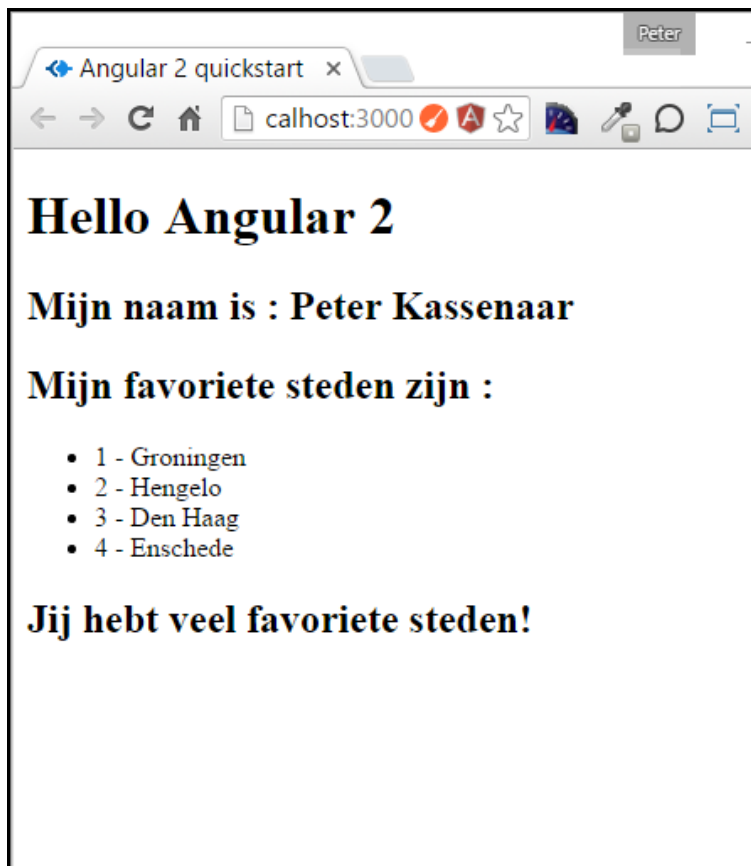 Peter
Angular 2 quickstart
calhost:3000
Hello Angular 2
Mijn naam is : Peter Kassenaar
Mijn favoriete steden zijn :
1 - Groningen
2 - Hengelo
3 - Den Haag
4 - Enschede
Jij hebt veel favoriete steden!